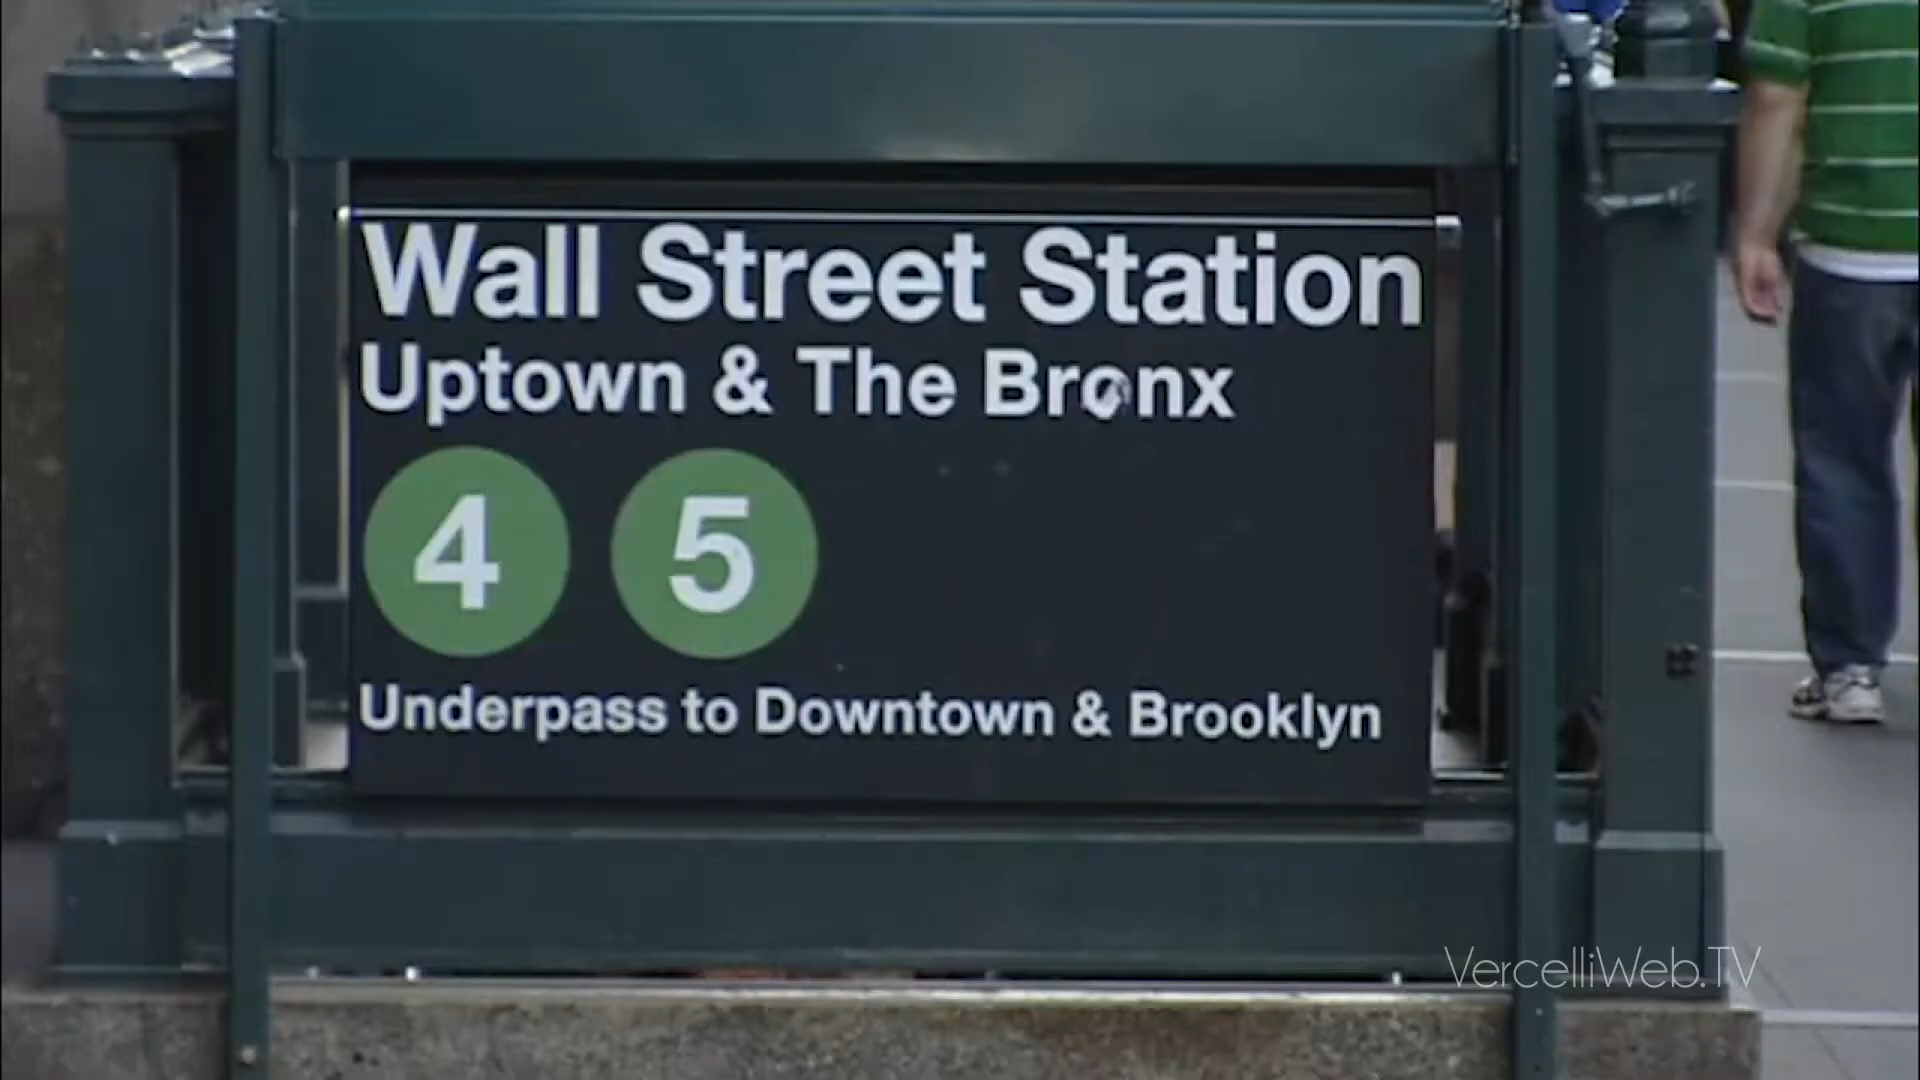 Wall Street Station
Uptown & The Bronx
4 5
Underpass to Downtown & Brooklyn
VercelliWeb.TV